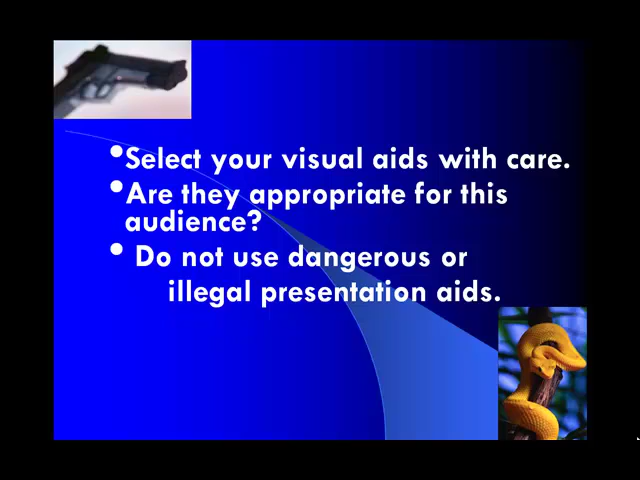 •Select your visual aids with care.
•Are they appropriate for this
audience?
• Do not use dangerous or
illegal presentation aids.